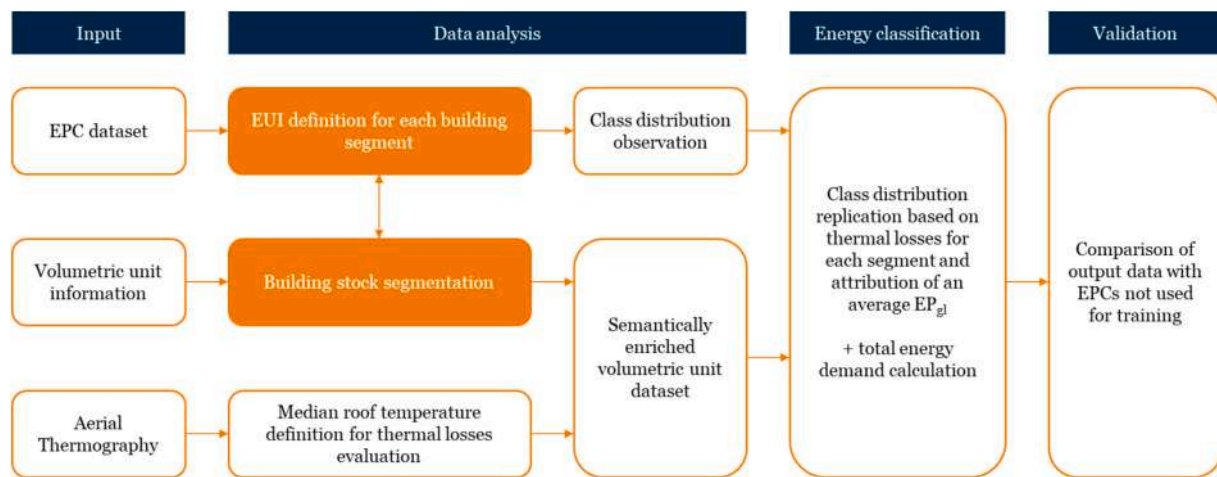 Input
Data analysis
Energy classification
Validation
EPC dataset
EUI definition for each building
segment
Class distribution
observation
Volumetric unit
information
Building stock segmentation
Aerial
Thermography
Median roof temperature
definition for thermal losses
evaluation
Semantically
enriched
volumetric unit
dataset
Class distribution
replication based on
thermal losses for
each segment and
attribution of an
average EPgl
+ total energy
demand calculation
Comparison of
output data with
EPCs not used
for training